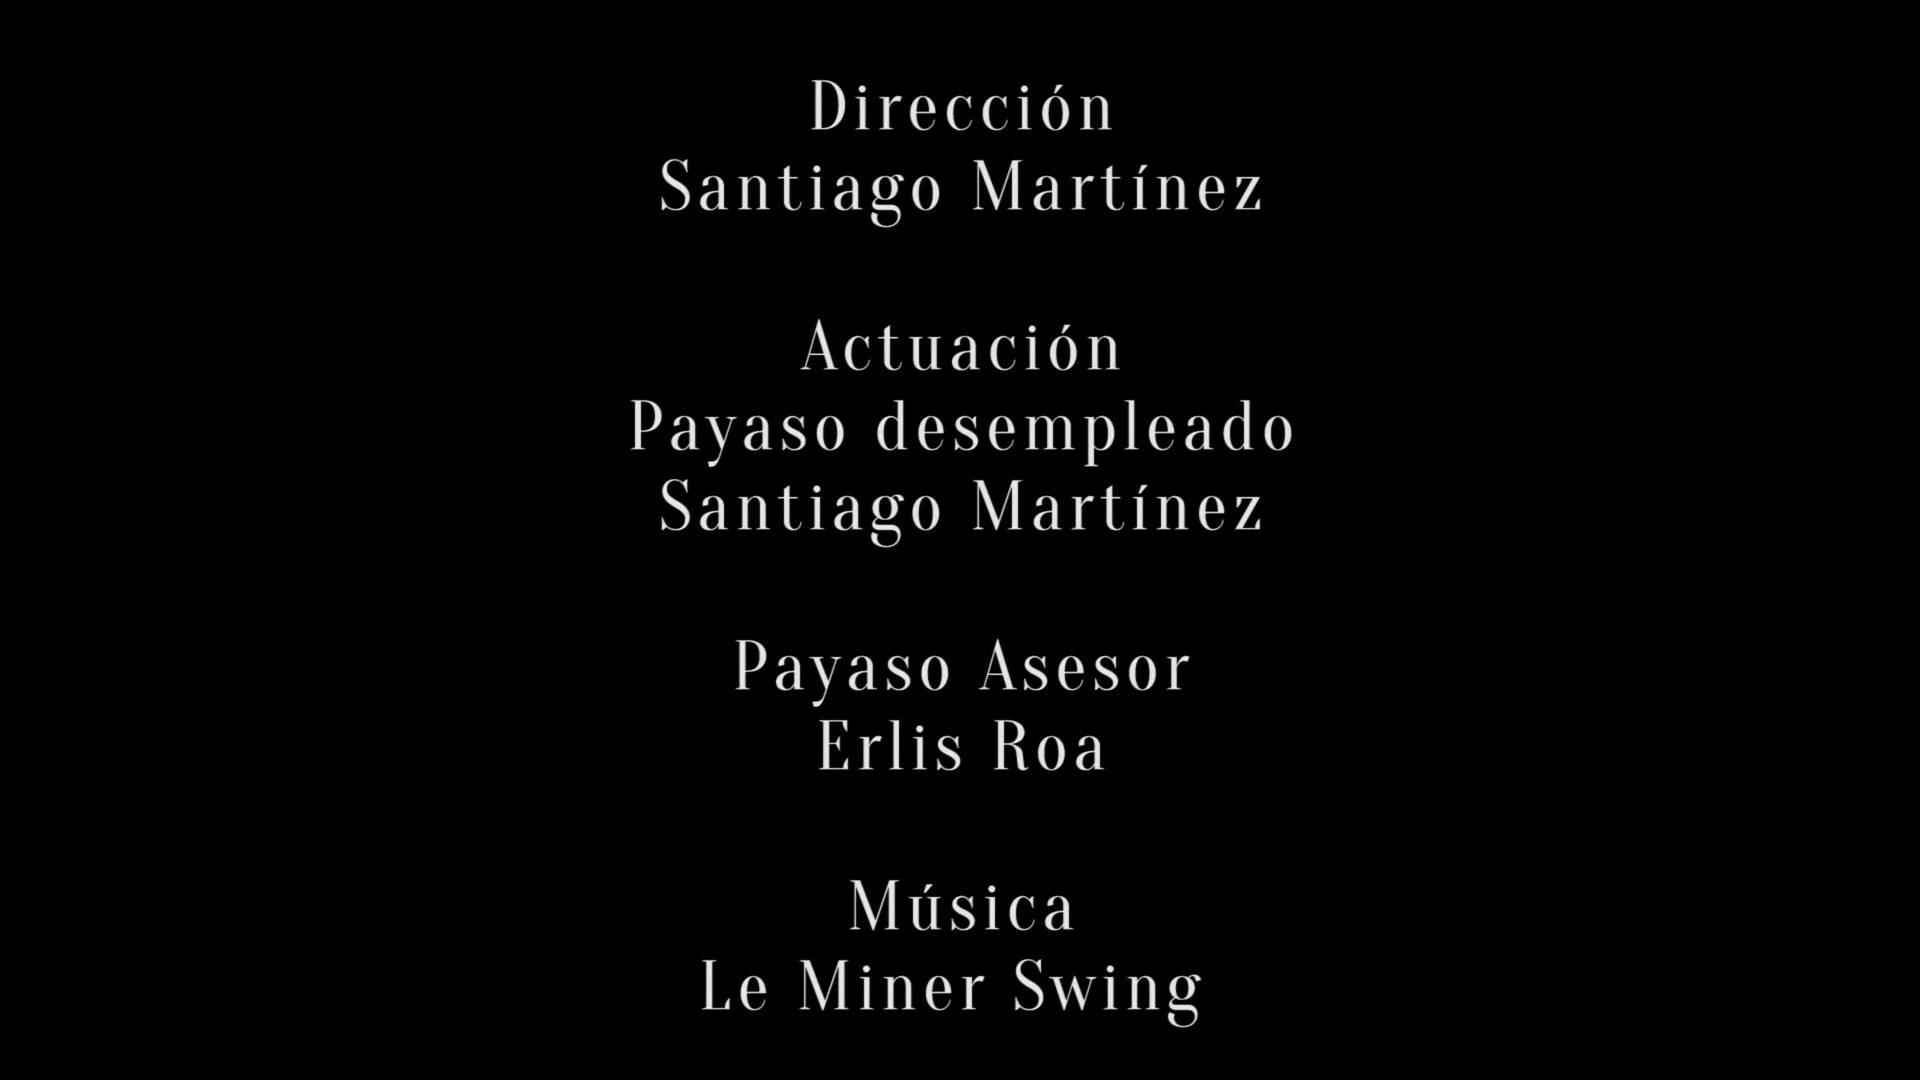 Dirección
Santiago Martínez
Actuación
Payaso desempleado
Santiago Martínez
Payaso Asesor
Erlis Roa
Música
Le Miner Swing